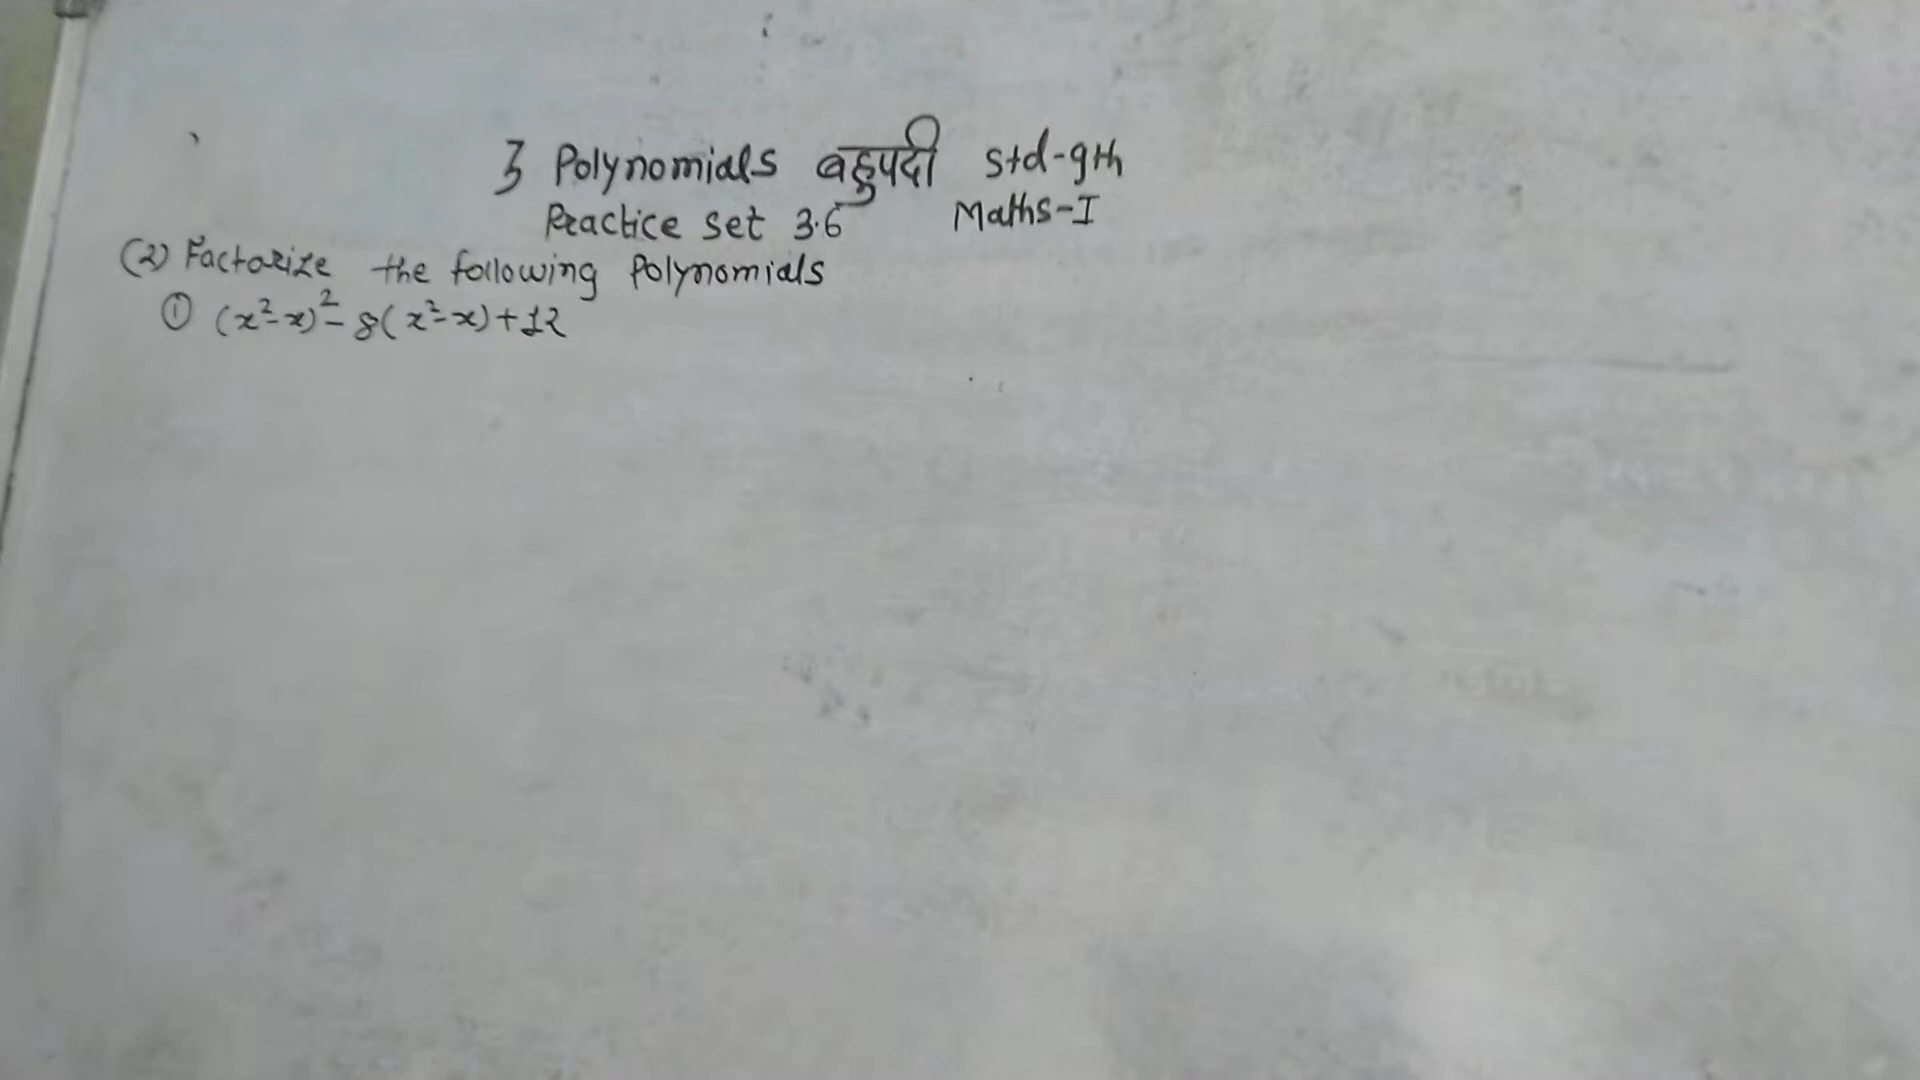 3 Polynomials बहुपदी Std-9th
Practice set 3.6 Maths-I
(2) Factorize the following Polynomials
① (x²-x)²- 8(x²-x)+12